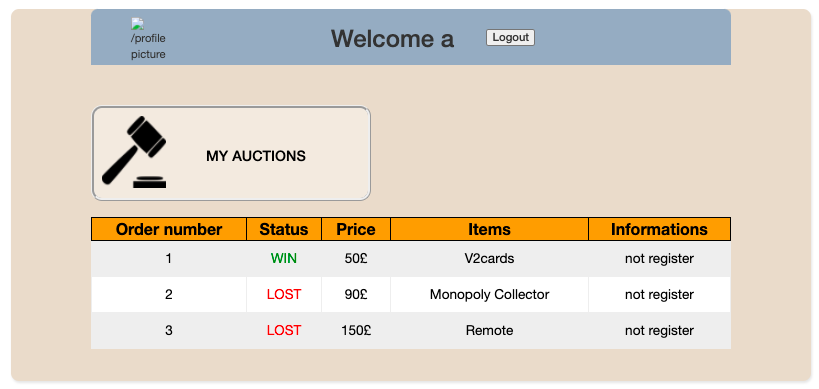 /profile
picture
Welcome a
Logout
MY AUCTIONS
Order number Status Price Items Informations
1 WIN 50£ V2cards not register
2 LOST 90£ Monopoly Collector not register
3 LOST 150£ Remote not register